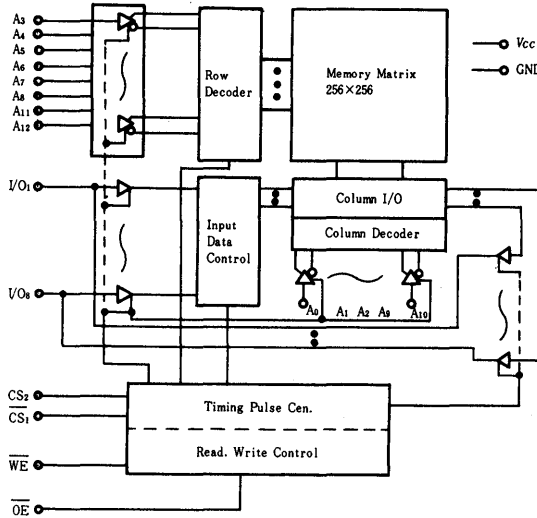 A3
A4
A5
A6
A7
A8
A11
A12
Row
Decoder
Memory Matrix
256×256
Vcc
GND
I/O1
Input
Data
Control
Column I/O
Column Decoder
I/O8
A0 A1 A2 A9 A10
CS2
CS1
Timing Pulse Cen.
WE
Read. Write Control
OE